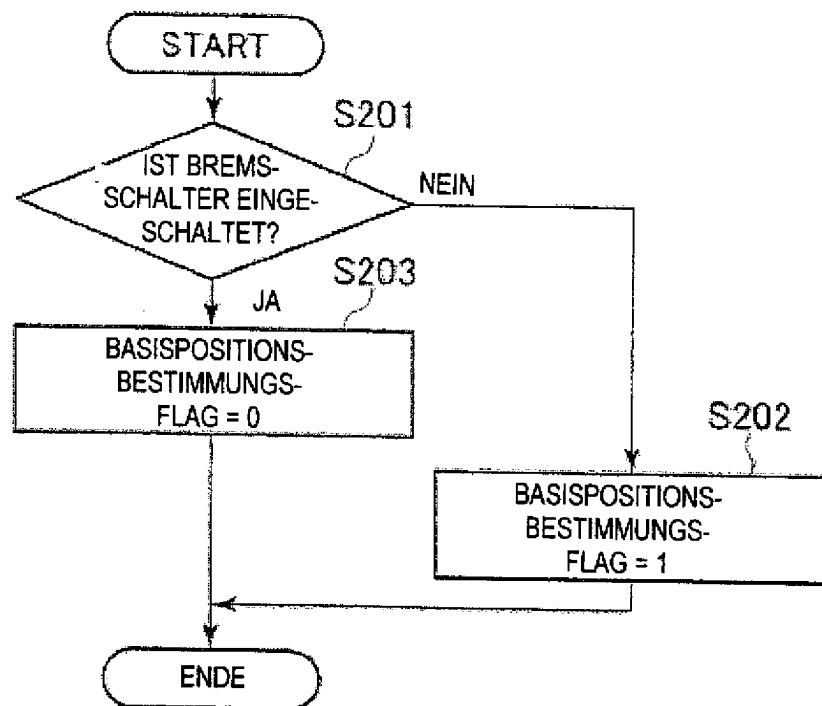 START
S201
IST BREMS-
SCHALTER EINGE-
SCHALTET?
NEIN
JA
S203
BASISPOSITIONS-
BESTIMMUNGS-
FLAG = 0
S202
BASISPOSITIONS-
BESTIMMUNGS-
FLAG = 1
ENDE